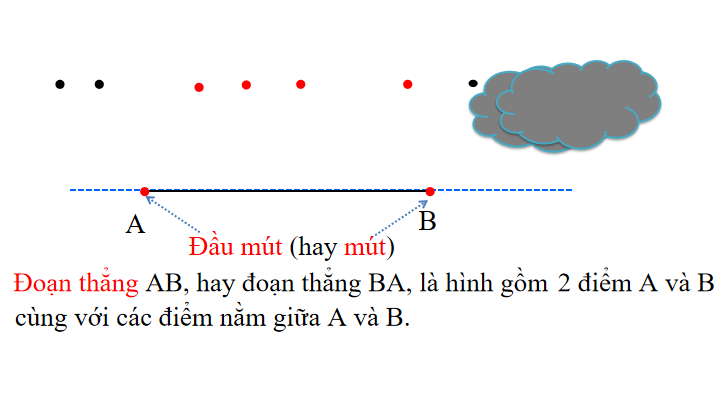 A
B
Đầu mút (hay mút)
Đoạn thẳng AB, hay đoạn thẳng BA, là hình gồm 2 điểm A và B
cùng với các điểm nằm giữa A và B.